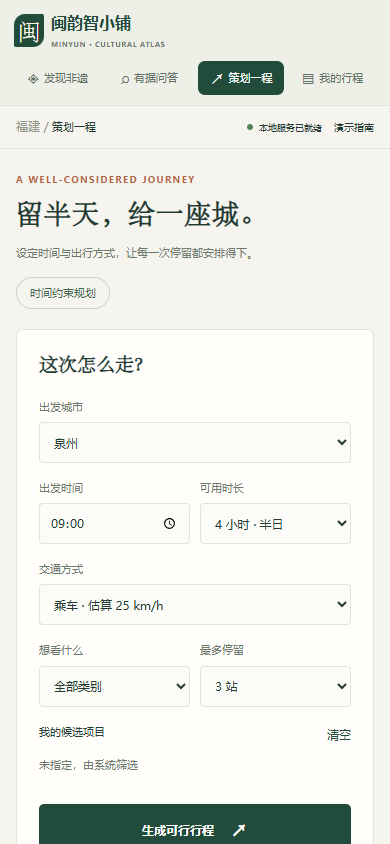 闽
闽韵智小铺
MINYUN · CULTURAL ATLAS
发现非遗
有据问答
策划一程
我的行程
福建 / 策划一程
本地服务已就绪
演示指南
A WELL-CONSIDERED JOURNEY
留半天，给一座城。
设定时间与出行方式，让每一次停留都安排得下。
时间约束规划
这次怎么走？
出发城市
泉州
出发时间
可用时长
09:00
4 小时 · 半日
交通方式
乘车 · 估算 25 km/h
想看什么
最多停留
全部类别
3 站
我的候选项目
清空
未指定，由系统筛选
生成可行行程